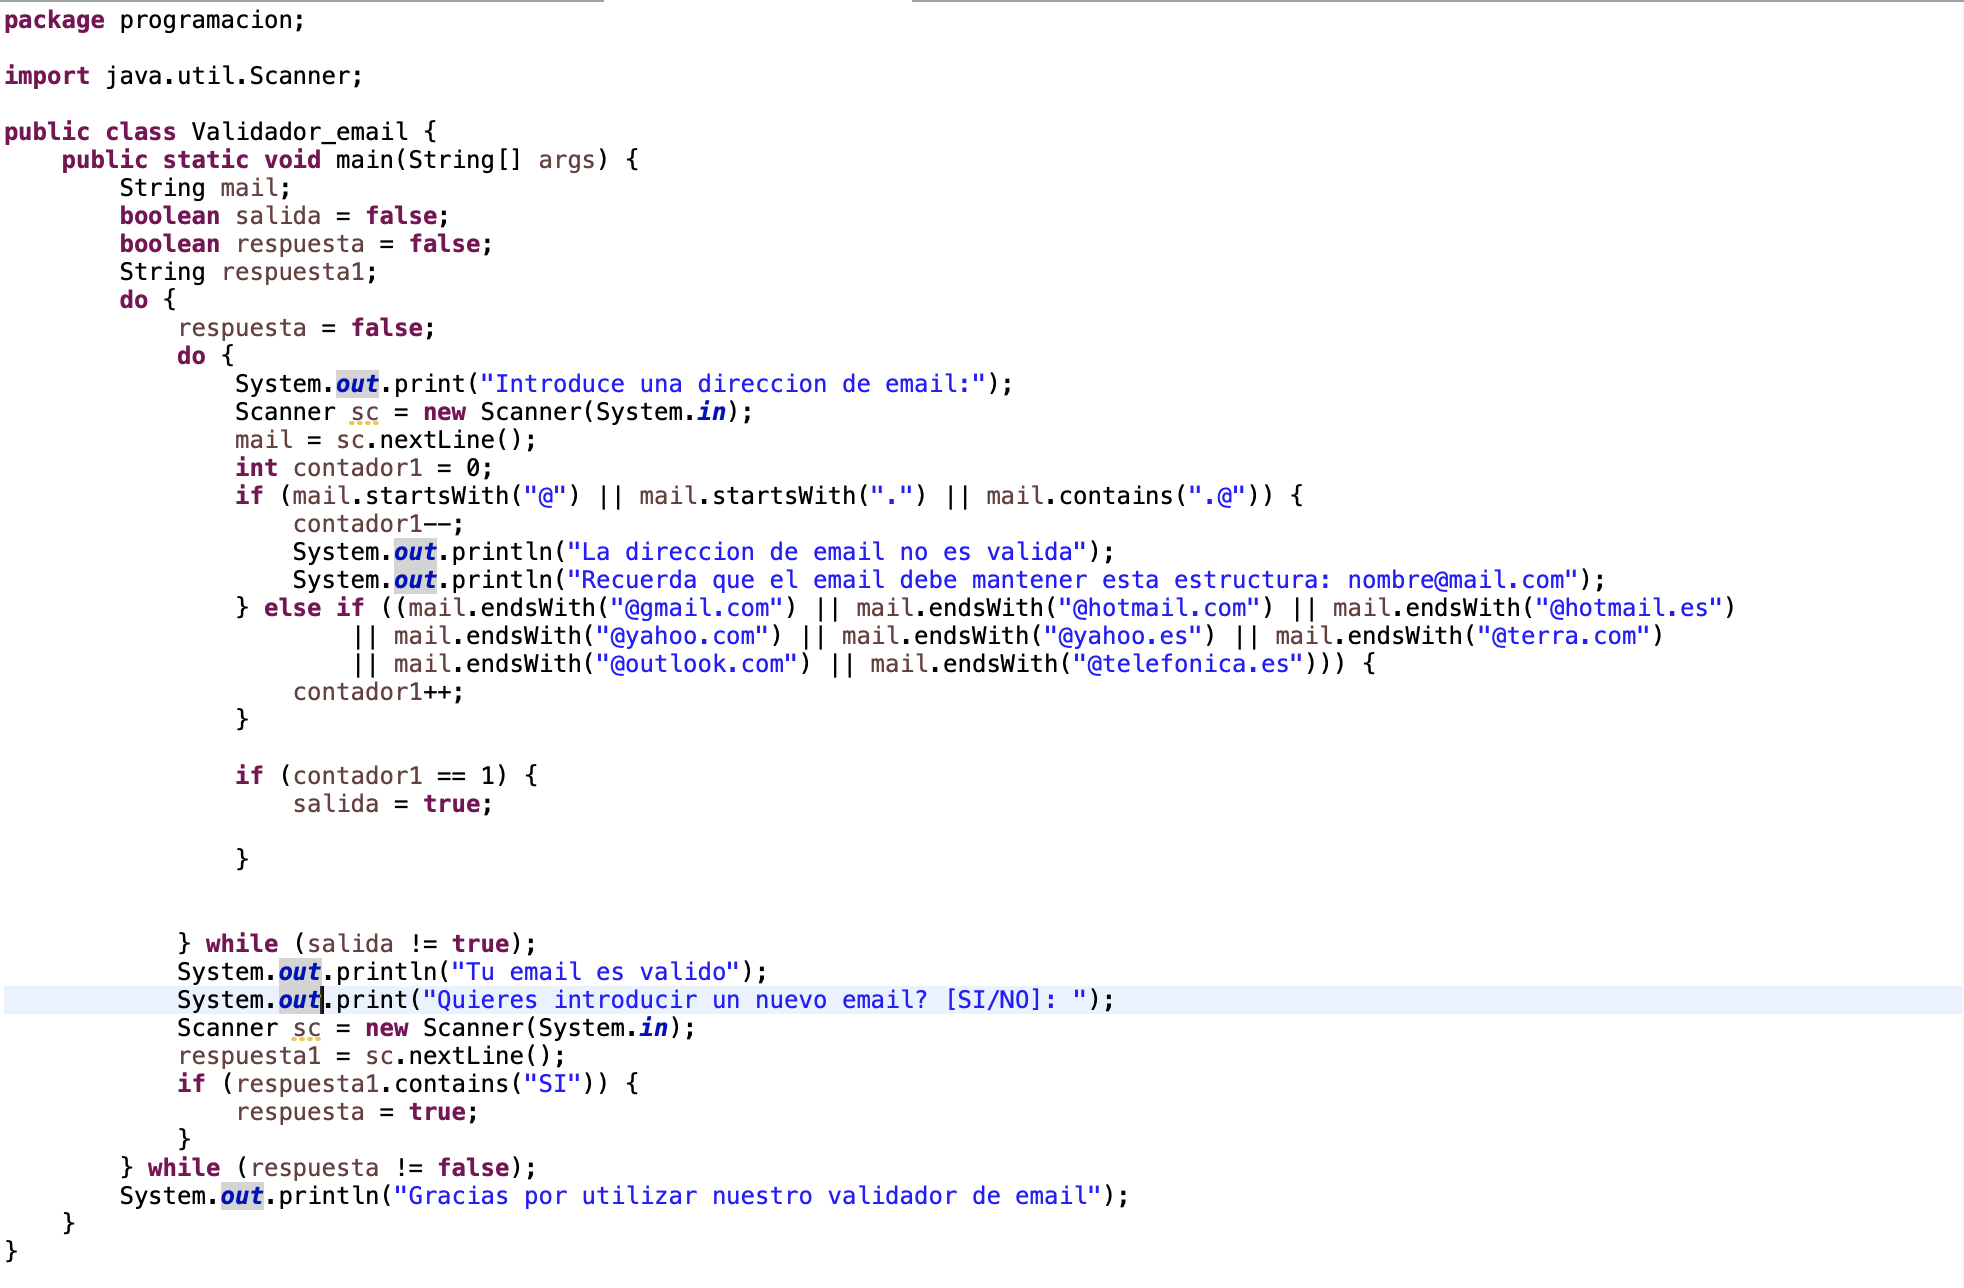 package programacion;
import java.util.Scanner;
public class Validador_email {
public static void main(String[] args) {
String mail;
boolean salida = false;
boolean respuesta = false;
String respuesta1;
do {
respuesta = false;
do {
System.out.print("Introduce una direccion de email:");
Scanner sc = new Scanner(System.in);
mail = sc.nextLine();
int contador1 = 0;
if (mail.startsWith("@") || mail.startsWith(".") || mail.contains(".@")) {
contador1--;
System.out.println("La direccion de email no es valida");
System.out.println("Recuerda que el email debe mantener esta estructura: nombre@mail.com");
} else if ((mail.endsWith("@gmail.com") || mail.endsWith("@hotmail.com") || mail.endsWith("@hotmail.es")
|| mail.endsWith("@yahoo.com") || mail.endsWith("@yahoo.es") || mail.endsWith("@terra.com")
|| mail.endsWith("@outlook.com") || mail.endsWith("@telefonica.es"))) {
contador1++;
}
if (contador1 == 1) {
salida = true;
}
} while (salida != true);
System.out.println("Tu email es valido");
System.out.print("Quieres introducir un nuevo email? [SI/NO]: ");
Scanner sc = new Scanner(System.in);
respuesta1 = sc.nextLine();
if (respuesta1.contains("SI")) {
respuesta = true;
}
} while (respuesta != false);
System.out.println("Gracias por utilizar nuestro validador de email");
}
}